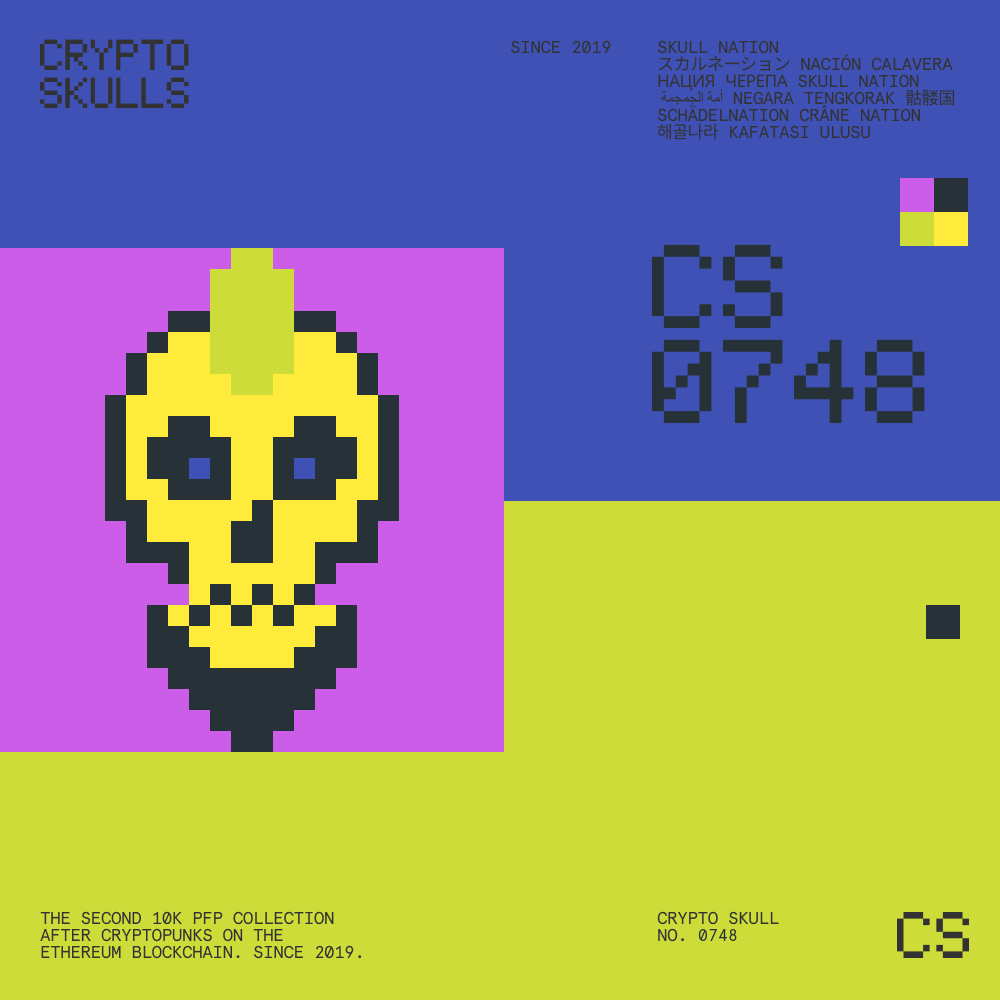 CRYPTO
SKULLS
SINCE 2019
SKULL NATION
スカルネーション NACIÓN CALAVERA
НАЦИЯ ЧЕРЕПА SKULL NATION
أمة الجمجمة NEGARA TENGKORAK 骷髅国
SCHÄDELNATION CRÂNE NATION
해골나라 KAFATASI ULUSU
CS
0748
THE SECOND 10K PFP COLLECTION
AFTER CRYPTOPUNKS ON THE
ETHEREUM BLOCKCHAIN. SINCE 2019.
CRYPTO SKULL
NO. 0748
CS